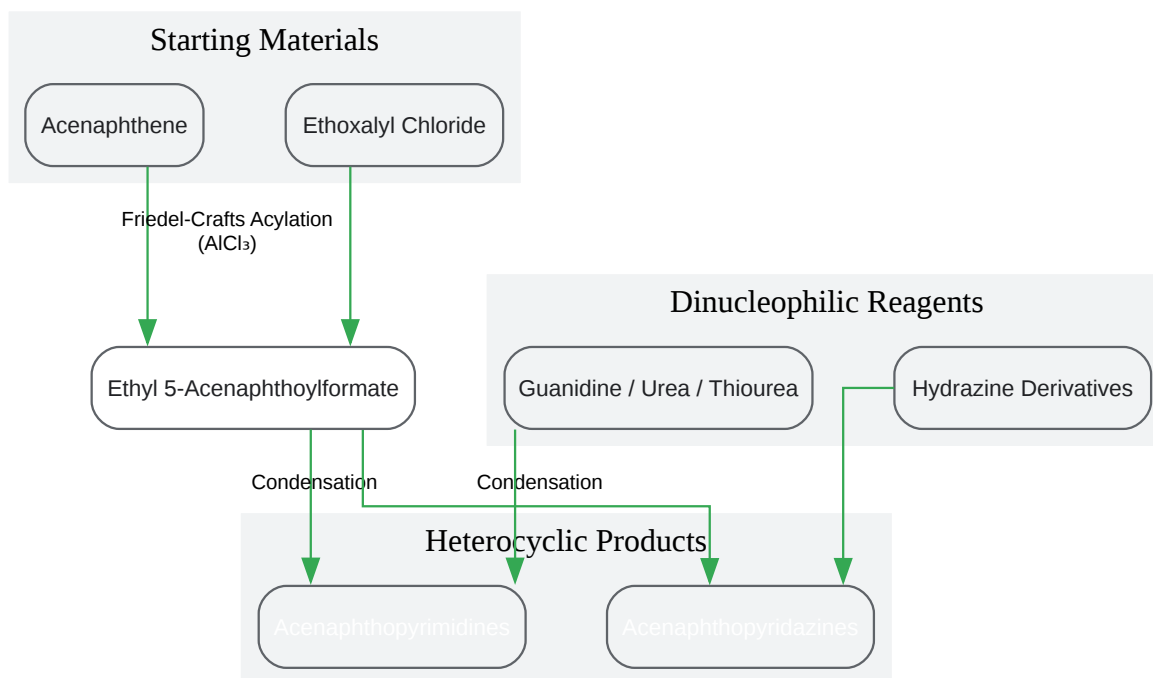 Starting Materials
Acenaphthene
Ethoxalyl Chloride
Friedel-Crafts Acylation
(AlCl₃)
Dinucleophilic Reagents
Ethyl 5-Acenaphthoylformate
Guanidine / Urea / Thiourea
Hydrazine Derivatives
Condensation
Condensation
Heterocyclic Products
Acenaphthopyrimidines
Acenaphthopyridazines